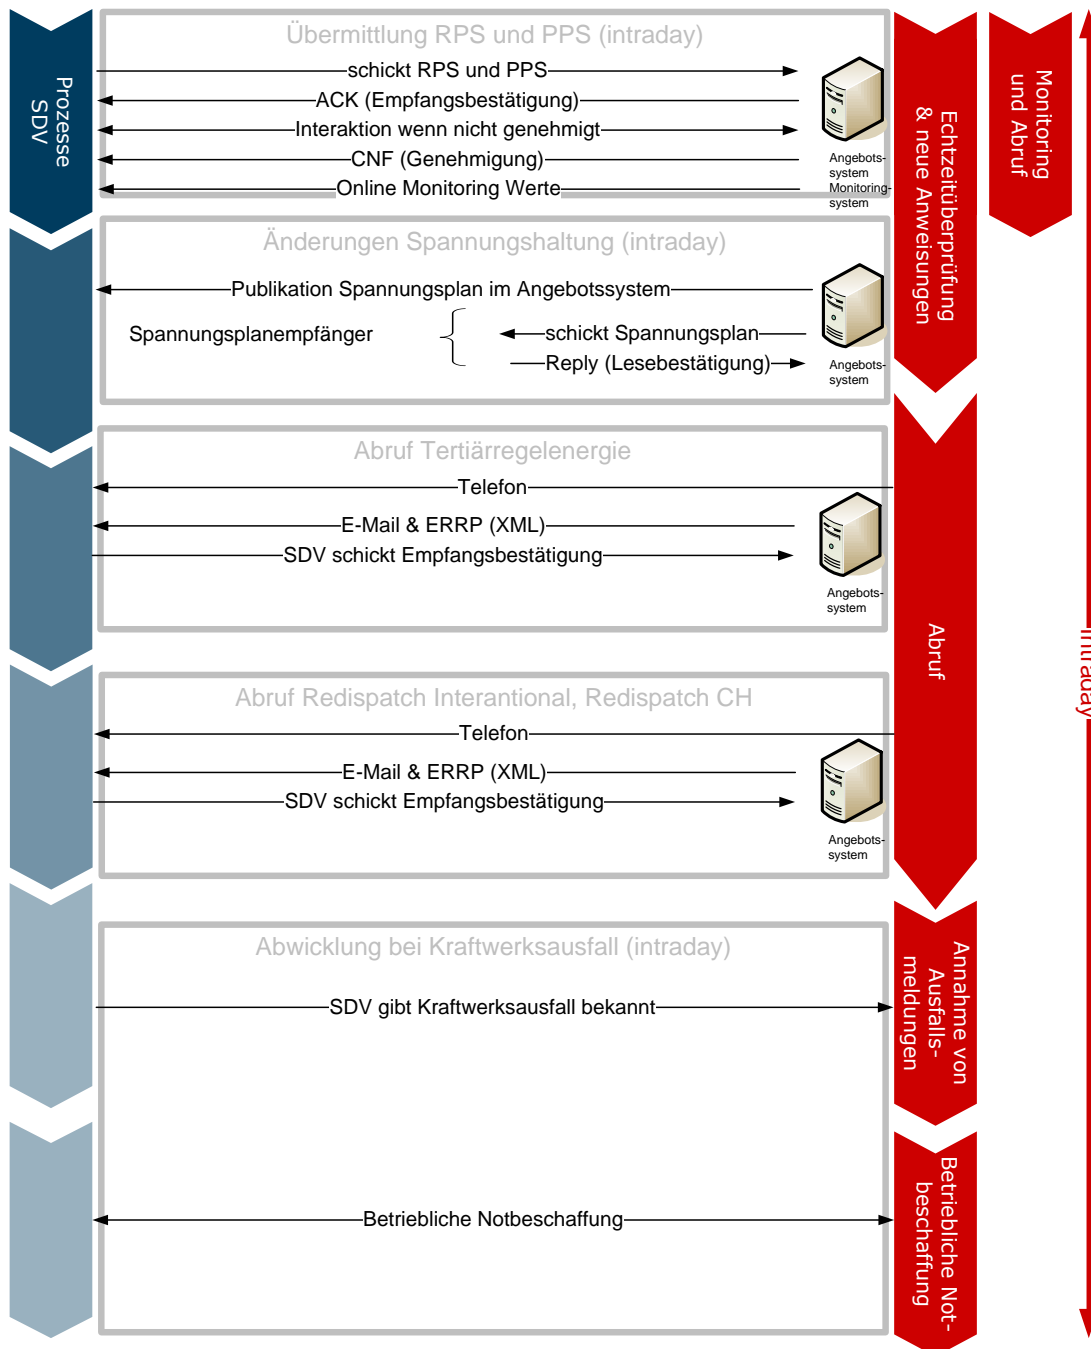 Prozesse
SDV
Übermittlung RPS und PPS (intraday)
schickt RPS und PPS
ACK (Empfangsbestätigung)
Interaktion wenn nicht genehmigt
CNF (Genehmigung)
Online Monitoring Werte
Angebots-
system
Monitoring-
system
Echtzeitüberprüfung
& neue Anweisungen
Monitoring
und Abruf
Änderungen Spannungshaltung (intraday)
Publikation Spannungsplan im Angebotssystem
Spannungsplanempfänger
schickt Spannungsplan
Reply (Lesebestätigung)
Angebots-
system
Abruf Tertiärregelenergie
Telefon
E-Mail & ERRP (XML)
SDV schickt Empfangsbestätigung
Angebots-
system
Abruf
Intraday
Abruf Redispatch Interantional, Redispatch CH
Telefon
E-Mail & ERRP (XML)
SDV schickt Empfangsbestätigung
Angebots-
system
Abwicklung bei Kraftwerksausfall (intraday)
SDV gibt Kraftwerksausfall bekannt
Annahme von
Ausfalls-
meldungen
Betriebliche Notbeschaffung
Betriebliche Not-
beschaffung